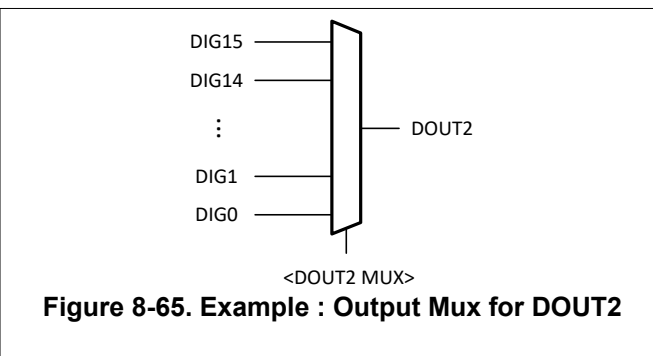 DIG15
DIG14
⋮
DIG1
DIG0
DOUT2
<DOUT2 MUX>
Figure 8-65. Example : Output Mux for DOUT2